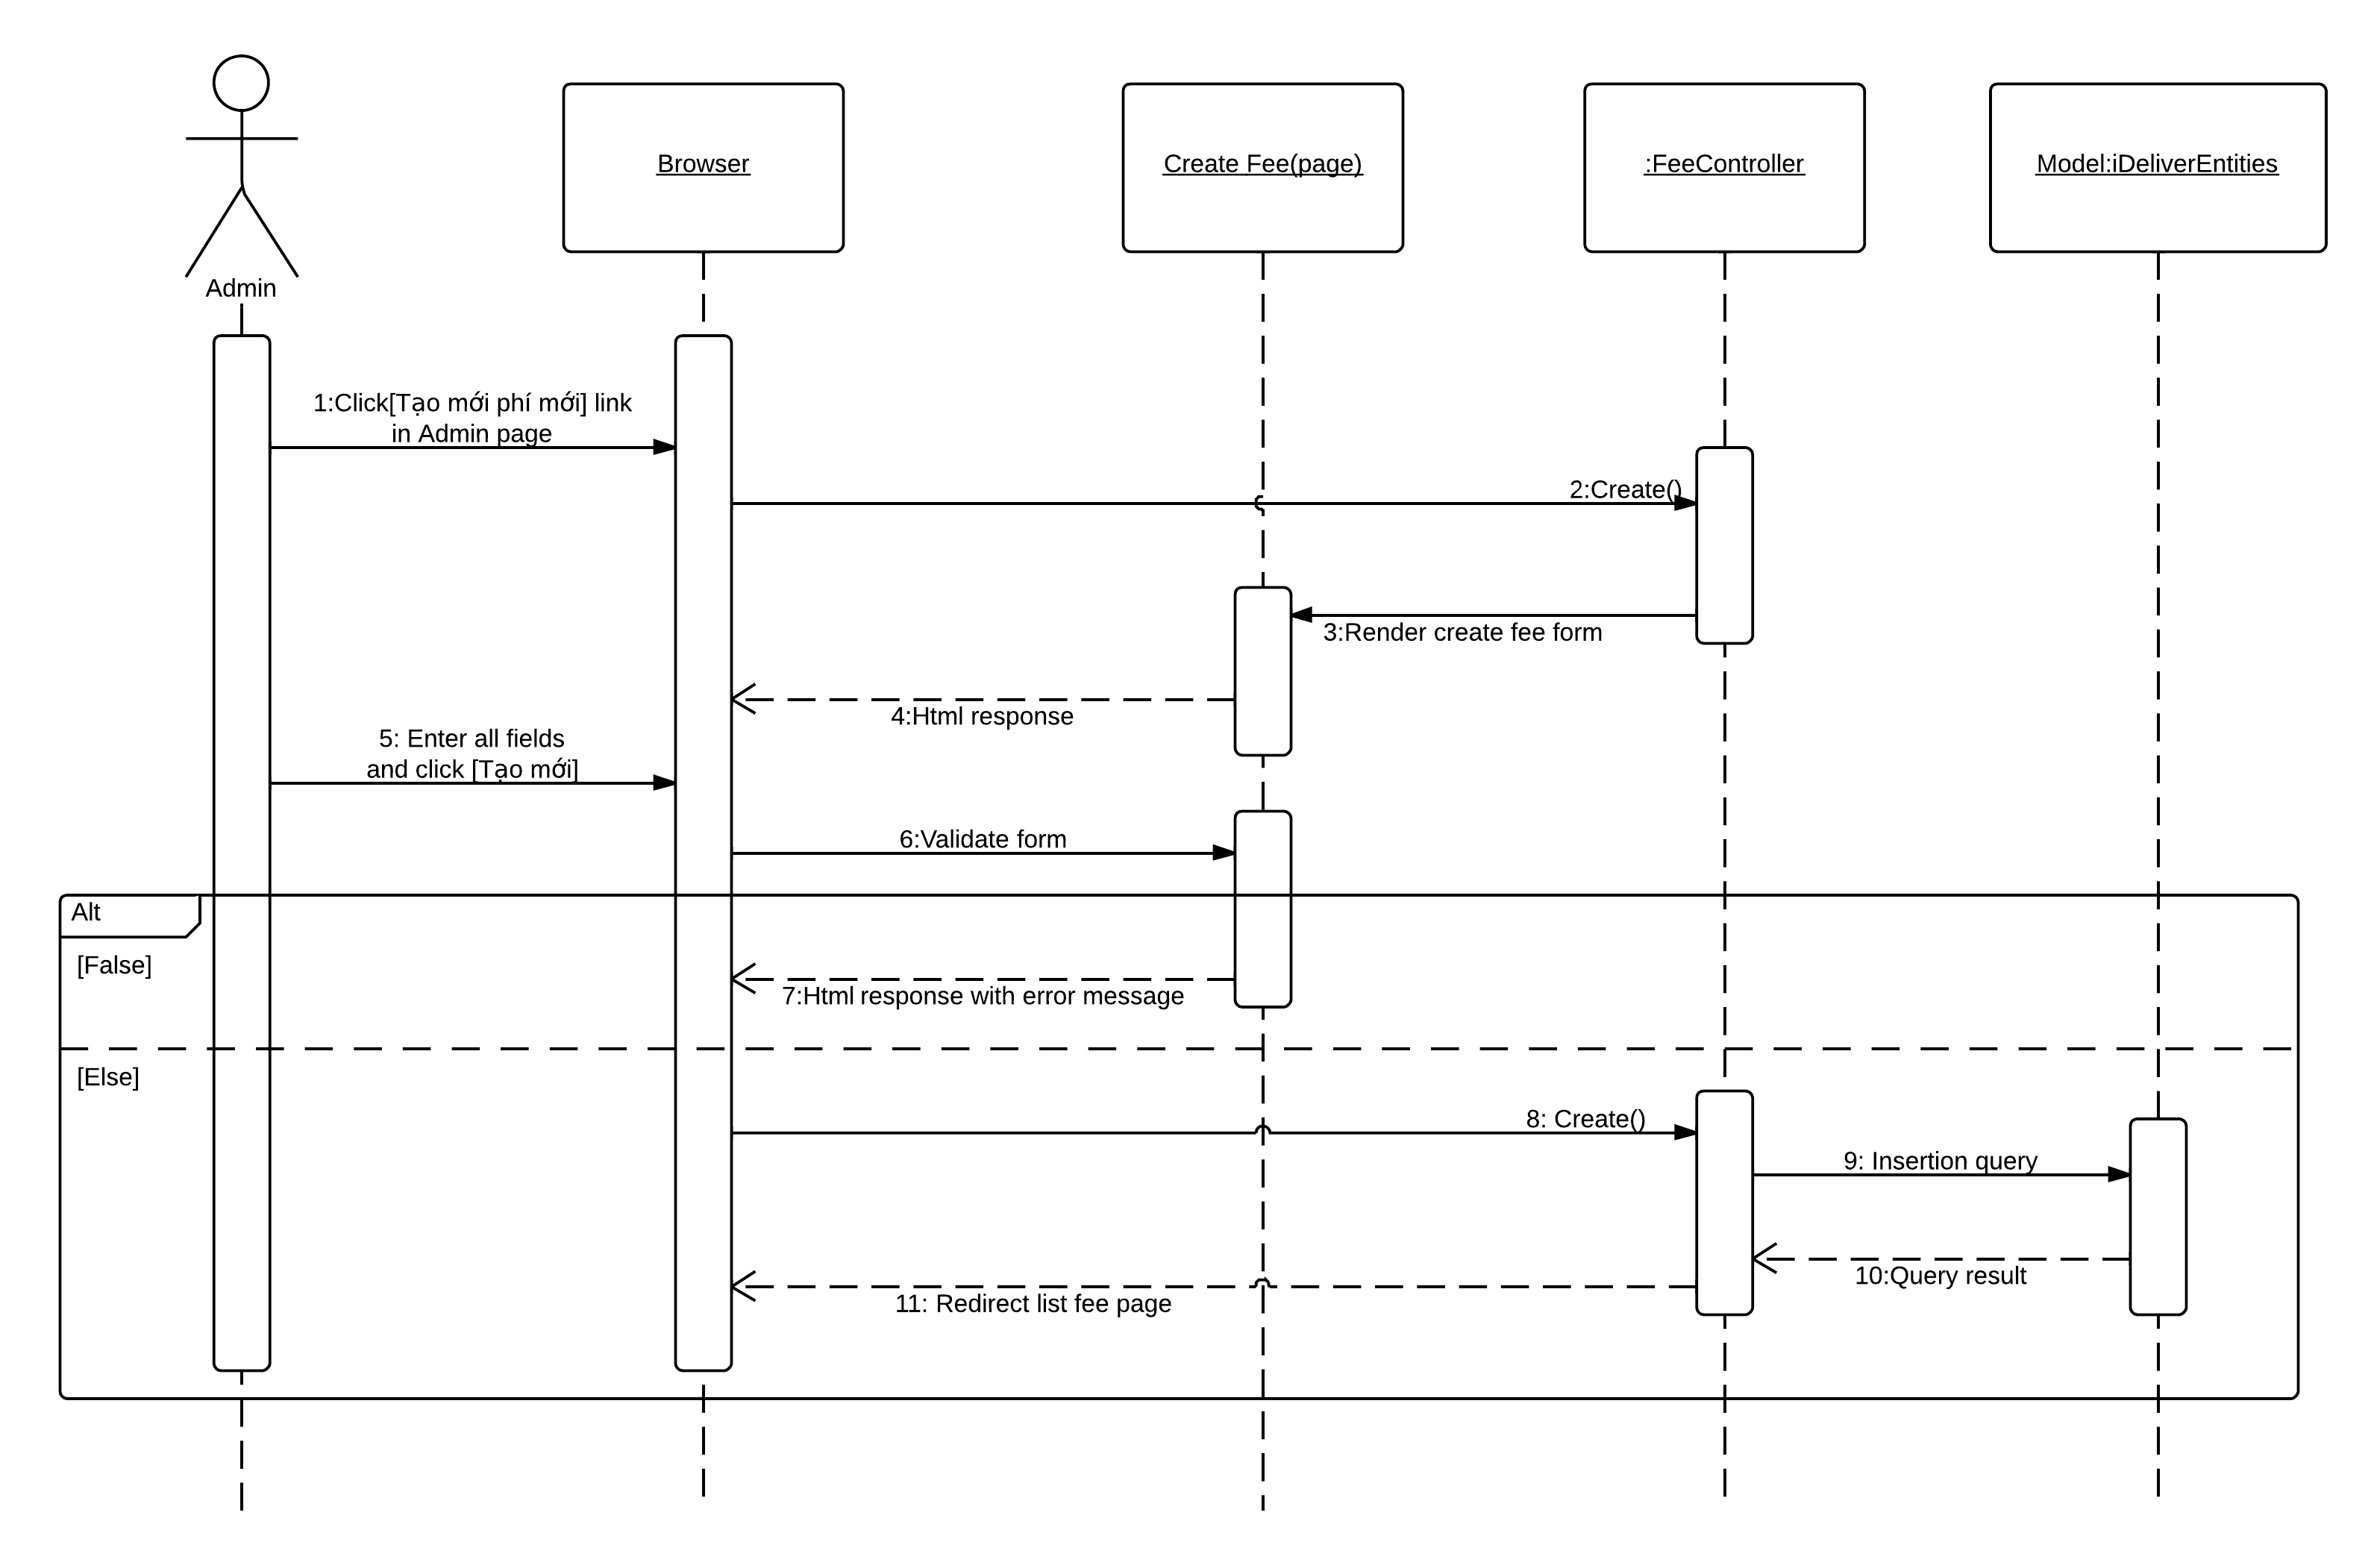 Browser
Create Fee(page)
:FeeController
Model:iDeliverEntities
Admin
1:Click[Tạo mới phí mới] link
in Admin page
2:Create()
3:Render create fee form
4:Html response
5: Enter all fields
and click [Tạo mới]
6:Validate form
Alt
[False]
7:Html response with error message
[Else]
8: Create()
9: Insertion query
10:Query result
11: Redirect list fee page